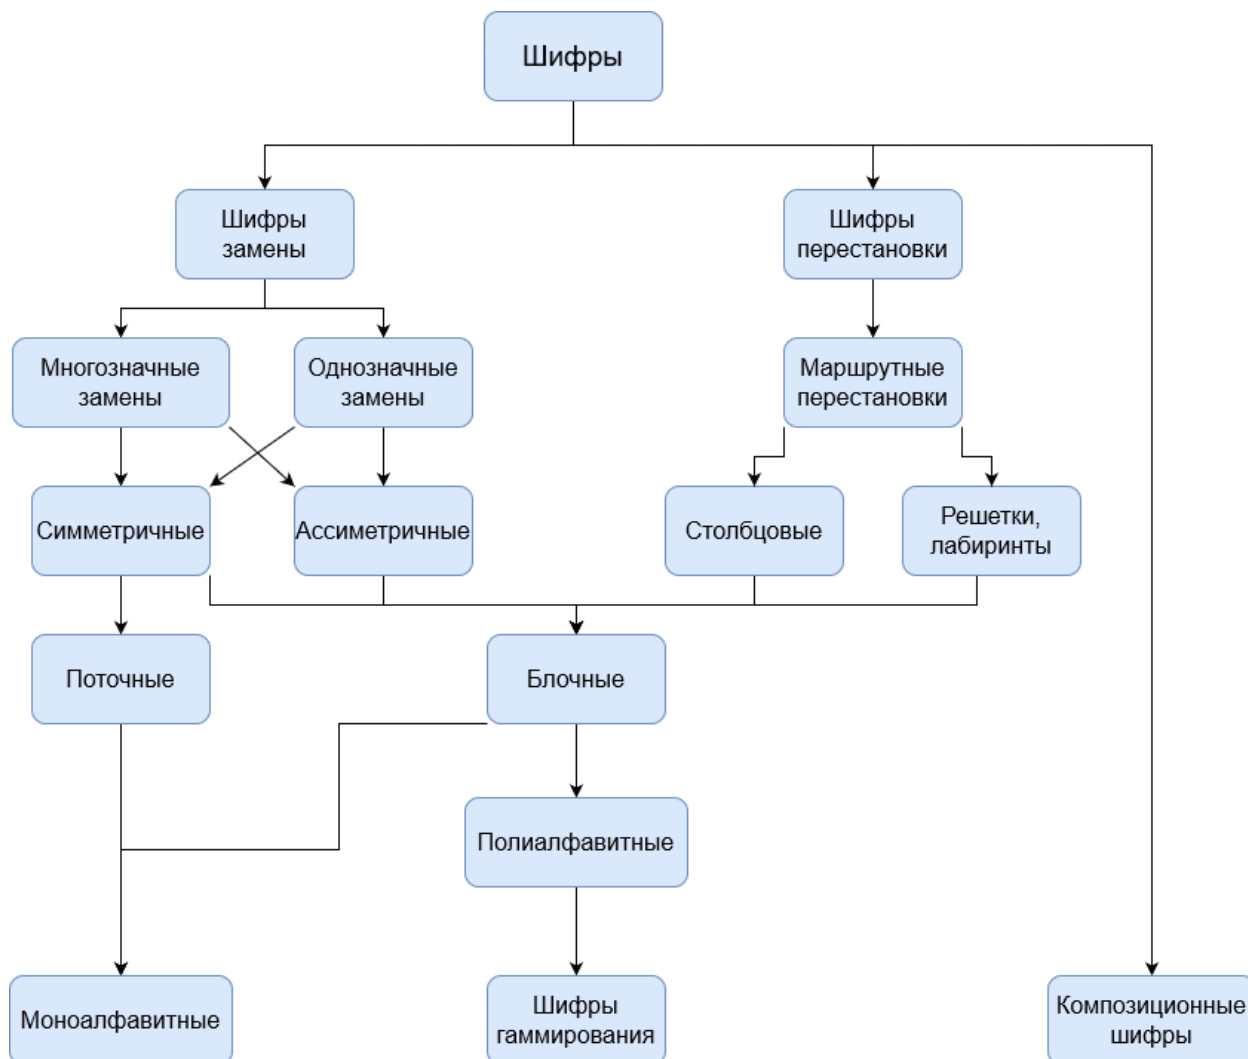 Шифры
Шифры
замены
Шифры
перестановки
Многозначные
замены
Однозначные
замены
Маршрутные
перестановки
Симметричные
Ассиметричные
Столбцовые
Решетки,
лабиринты
Поточные
Блочные
Полиалфавитные
Моноалфавитные
Шифры
гаммирования
Композиционные
шифры